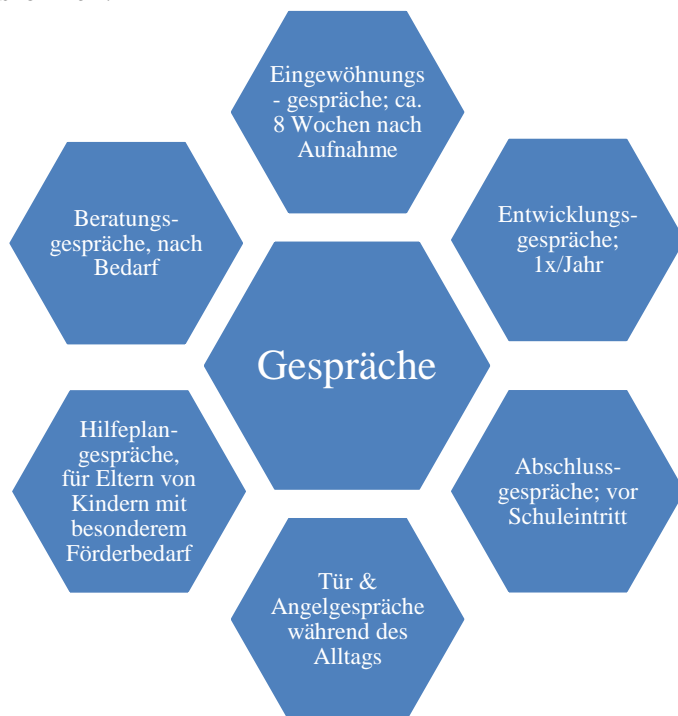 Eingewöhnungs
- gespräche; ca.
8 Wochen nach
Aufnahme
Entwicklungs-
gespräche;
1x/Jahr
Abschluss-
gespräche; vor
Schuleintritt
Tür &
Angelgespräche
während des
Alltags
Hilfeplan-
gespräche,
für Eltern von
Kindern mit
besonderem
Förderbedarf
Beratungs-
gespräche, nach
Bedarf
Gespräche